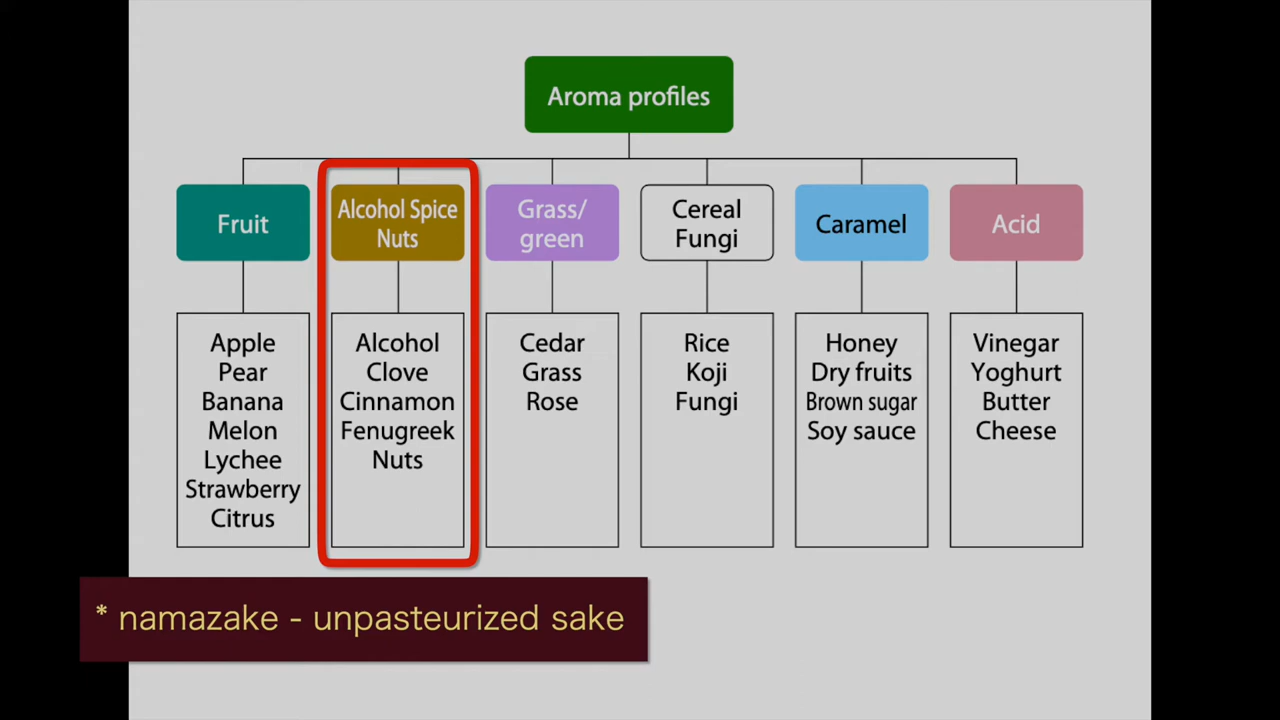 Aroma profiles
Fruit
Alcohol Spice
Nuts
Grass/
green
Cereal
Fungi
Caramel
Acid
Apple
Pear
Banana
Melon
Lychee
Strawberry
Citrus
Alcohol
Clove
Cinnamon
Fenugreek
Nuts
Cedar
Grass
Rose
Rice
Koji
Fungi
Honey
Dry fruits
Brown sugar
Soy sauce
Vinegar
Yoghurt
Butter
Cheese
* namazake - unpasteurized sake